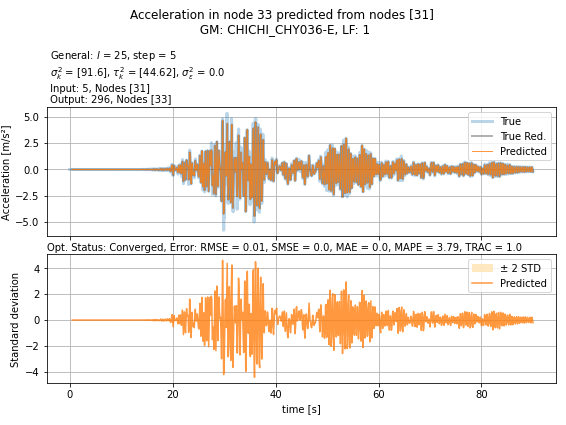 Acceleration in node 33 predicted from nodes [31]
GM: CHICHI_CHY036-E, LF: 1
General: l = 25, step = 5
σ²ₖ = [91.6], τ²ₖ = [44.62], σ²ε = 0.0
Input: 5, Nodes [31]
Output: 296, Nodes [33]
Acceleration [m/s²]
5.0
2.5
0.0
−2.5
−5.0
True
True Red.
Predicted
Opt. Status: Converged, Error: RMSE = 0.01, SMSE = 0.0, MAE = 0.0, MAPE = 3.79, TRAC = 1.0
Standard deviation
4
2
0
−2
−4
± 2 STD
Predicted
0 20 40 60 80
time [s]